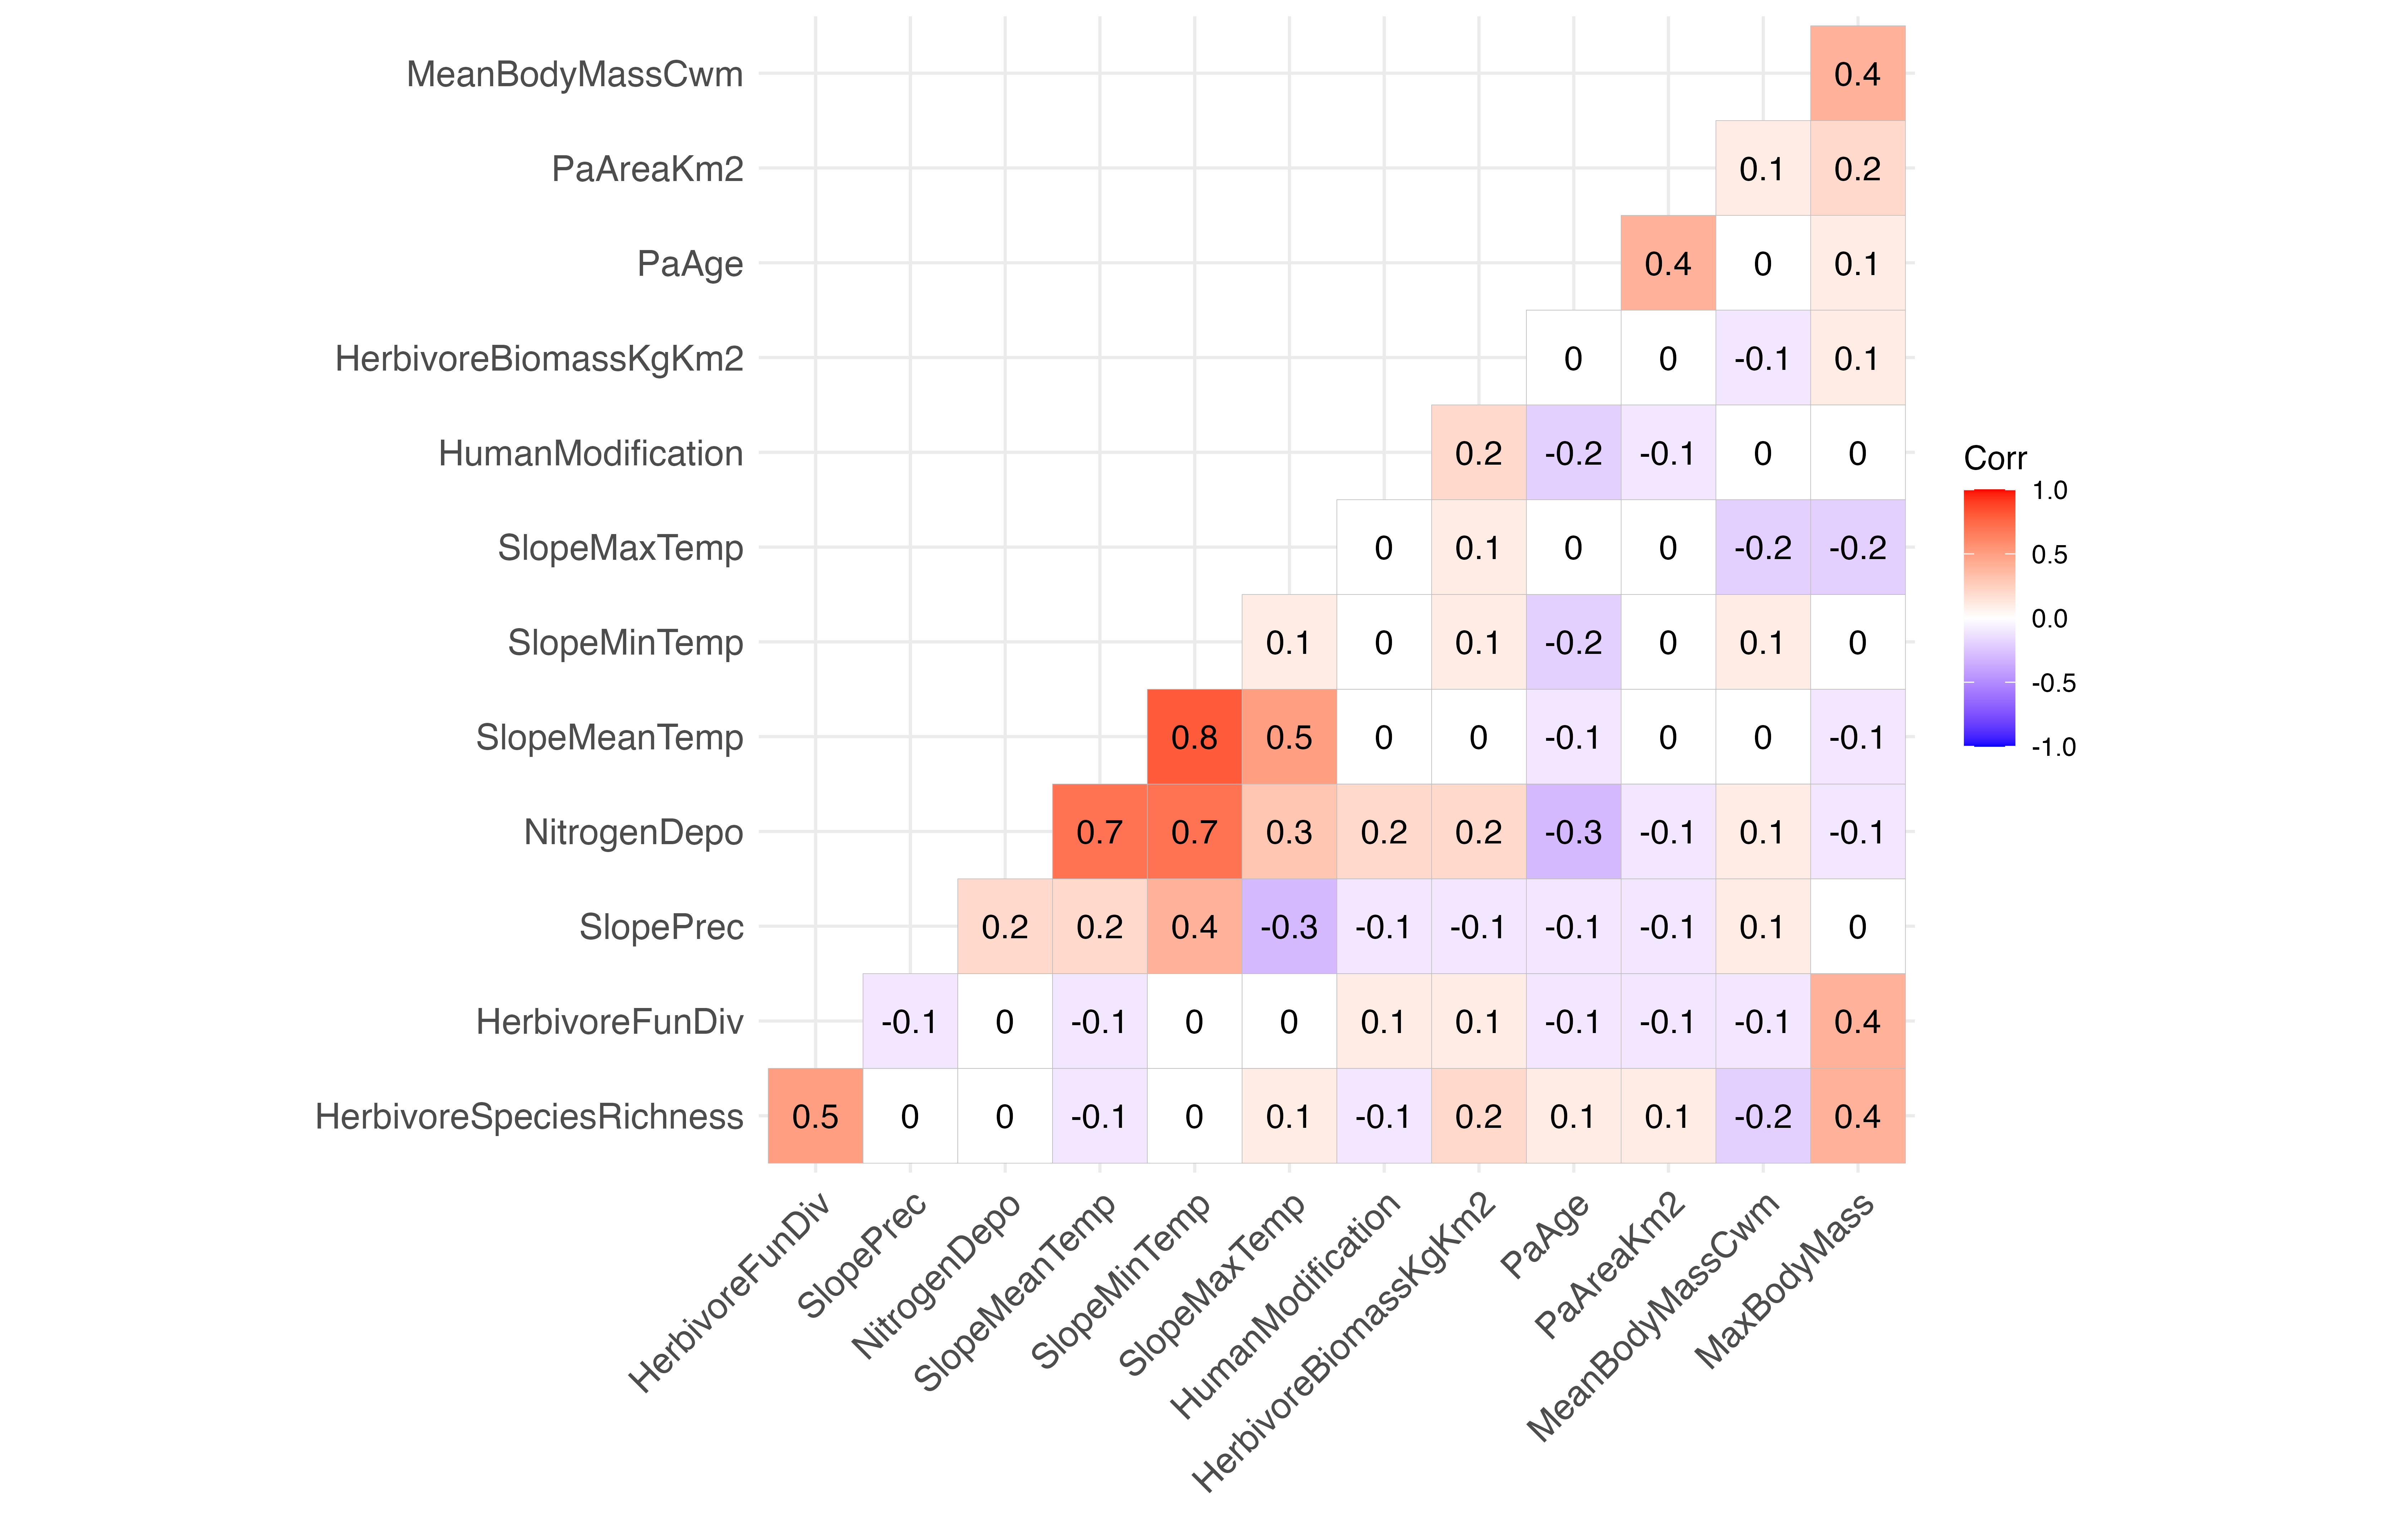 MeanBodyMassCwm 0.4
PaAreaKm2 0.1 0.2
PaAge 0.4 0 0.1
HerbivoreBiomassKgKm2 0 0 -0.1 0.1
HumanModification 0.2 -0.2 -0.1 0 0
SlopeMaxTemp 0 0.1 0 0 -0.2 -0.2
SlopeMinTemp 0.1 0 0.1 -0.2 0 0.1 0
SlopeMeanTemp 0.8 0.5 0 0 -0.1 0 0 -0.1
NitrogenDepo 0.7 0.7 0.3 0.2 0.2 -0.3 -0.1 0.1 -0.1
SlopePrec 0.2 0.2 0.4 -0.3 -0.1 -0.1 -0.1 -0.1 0.1 0
HerbivoreFunDiv -0.1 0 -0.1 0 0 0.1 0.1 -0.1 -0.1 -0.1 0.4
HerbivoreSpeciesRichness 0.5 0 0 -0.1 0 0.1 -0.1 0.2 0.1 0.1 -0.2 0.4
HerbivoreFunDiv
SlopePrec
NitrogenDepo
SlopeMeanTemp
SlopeMinTemp
SlopeMaxTemp
HumanModification
HerbivoreBiomassKgKm2
PaAge
PaAreaKm2
MeanBodyMassCwm
MaxBodyMass
Corr
1.0
0.5
0.0
-0.5
-1.0